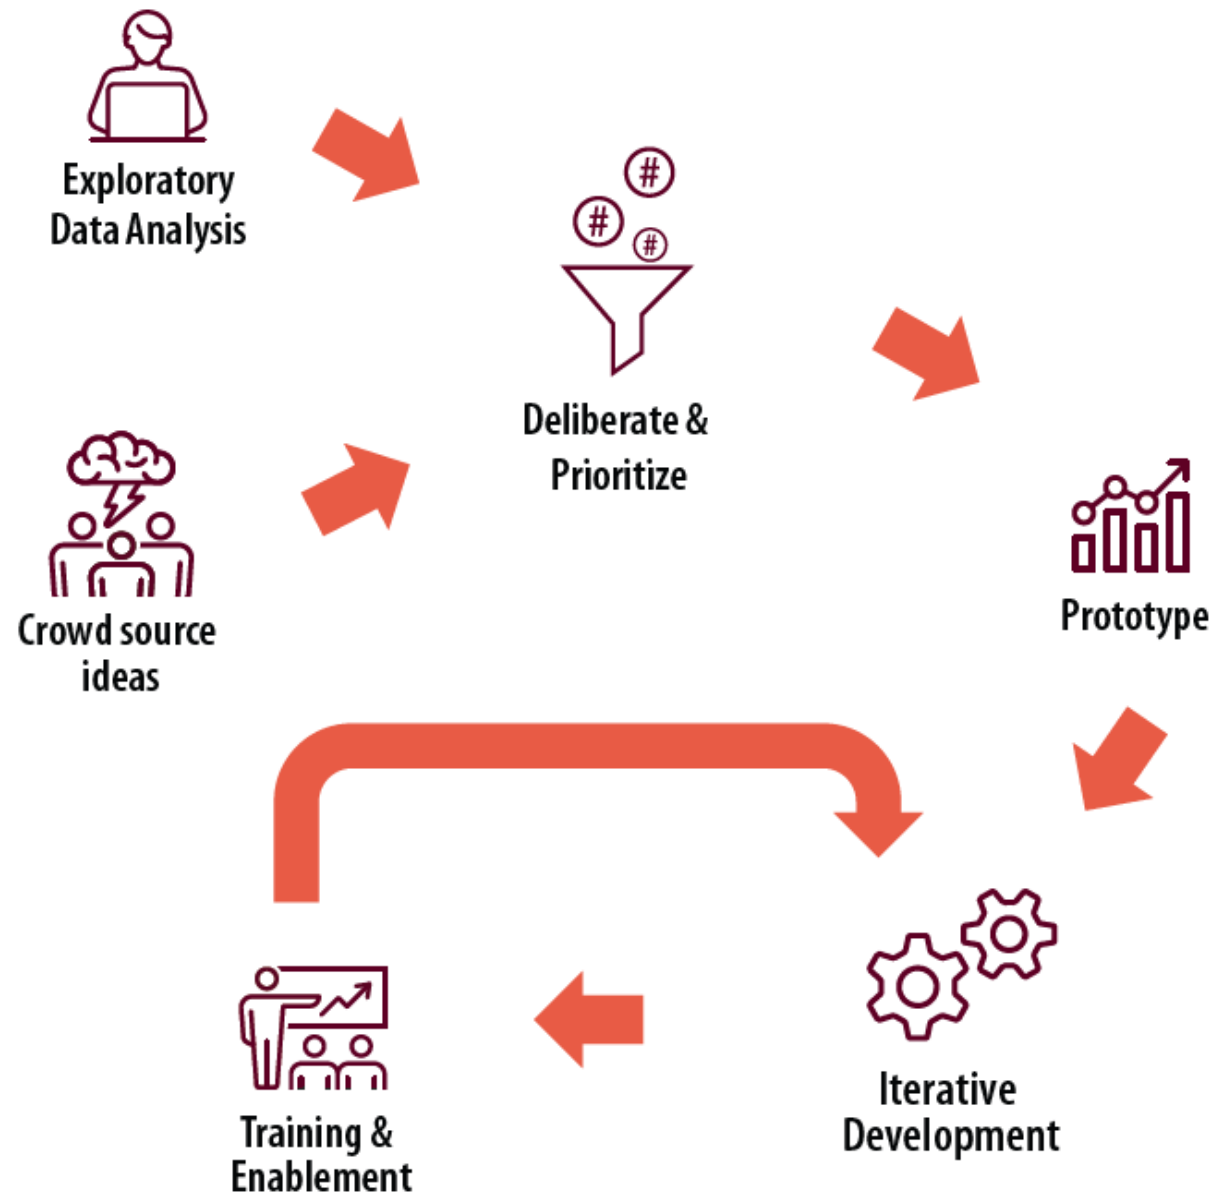 Exploratory
Data Analysis
#
#
#
Deliberate &
Prioritize
Crowd source
ideas
Prototype
Iterative
Development
Training &
Enablement